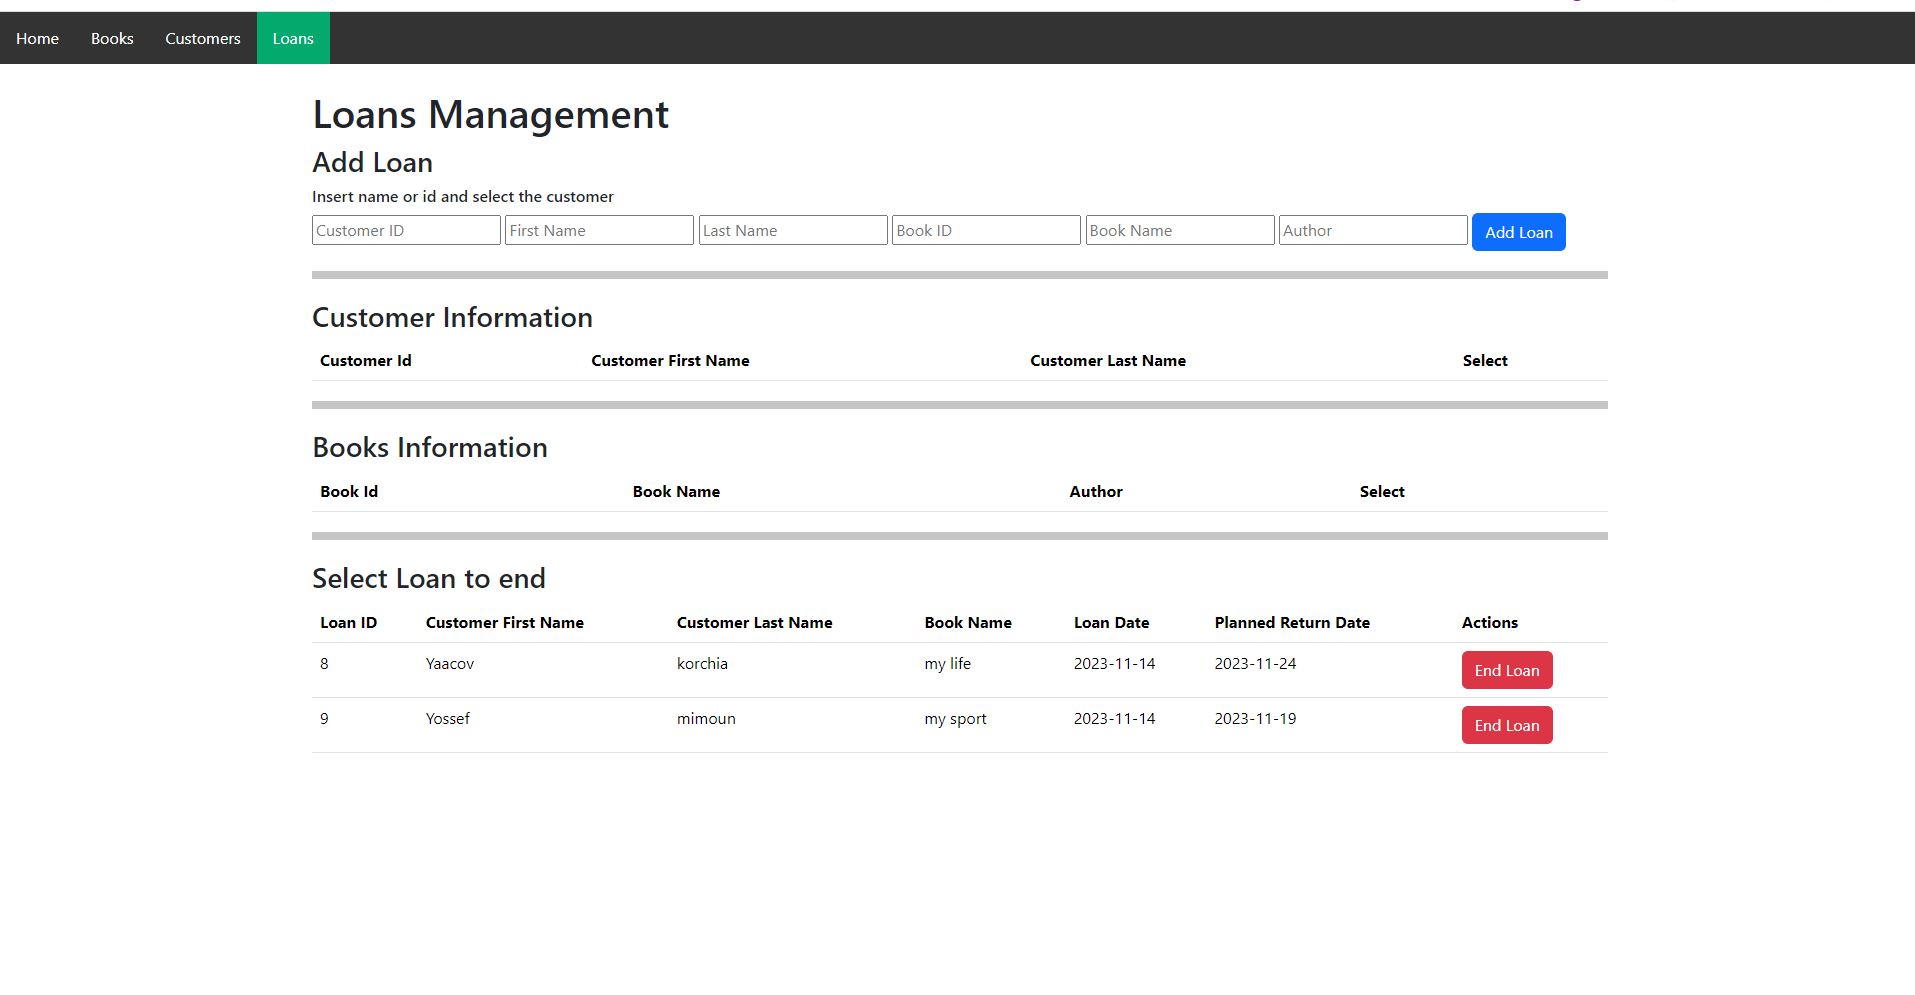 Home Books Customers Loans
Loans Management
Add Loan
Insert name or id and select the customer
Customer ID First Name Last Name Book ID Book Name Author Add Loan
Customer Information
Customer Id Customer First Name Customer Last Name Select
Books Information
Book Id Book Name Author Select
Select Loan to end
Loan ID Customer First Name Customer Last Name Book Name Loan Date Planned Return Date Actions
8 Yaacov korchia my life 2023-11-14 2023-11-24 End Loan
9 Yossef mimoun my sport 2023-11-14 2023-11-19 End Loan